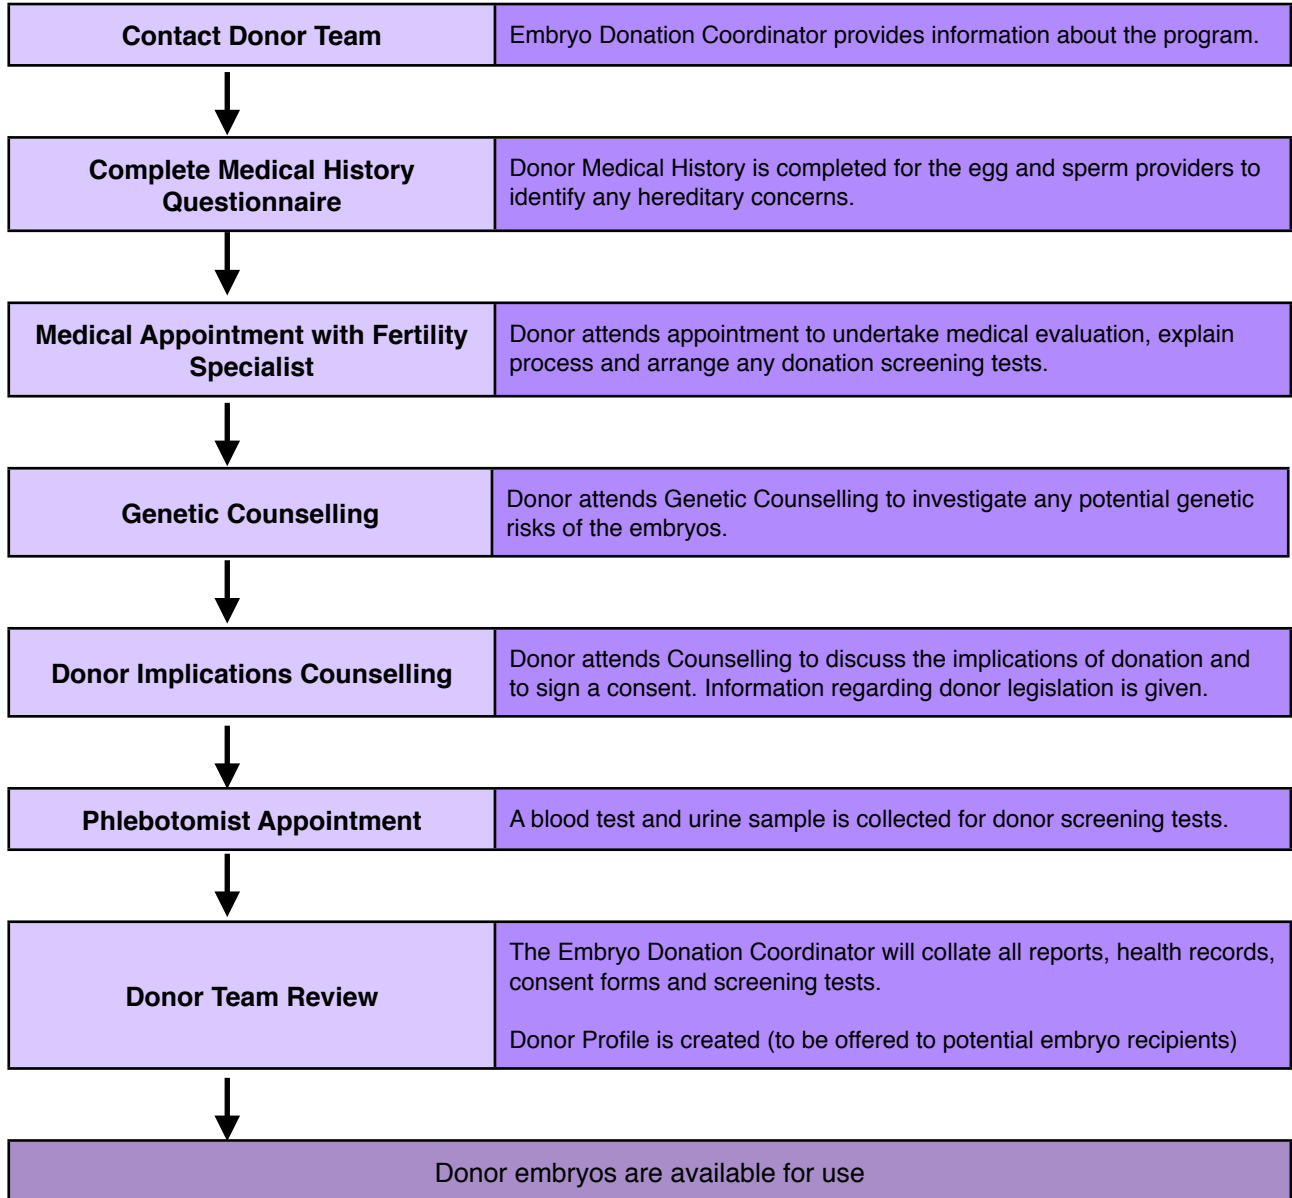 Contact Donor Team
Embryo Donation Coordinator provides information about the program.
Complete Medical History
Questionnaire
Donor Medical History is completed for the egg and sperm providers to
identify any hereditary concerns.
Medical Appointment with Fertility
Specialist
Donor attends appointment to undertake medical evaluation, explain
process and arrange any donation screening tests.
Genetic Counselling
Donor attends Genetic Counselling to investigate any potential genetic
risks of the embryos.
Donor Implications Counselling
Donor attends Counselling to discuss the implications of donation and
to sign a consent. Information regarding donor legislation is given.
Phlebotomist Appointment
A blood test and urine sample is collected for donor screening tests.
Donor Team Review
The Embryo Donation Coordinator will collate all reports, health records,
consent forms and screening tests.
Donor Profile is created (to be offered to potential embryo recipients)
Donor embryos are available for use